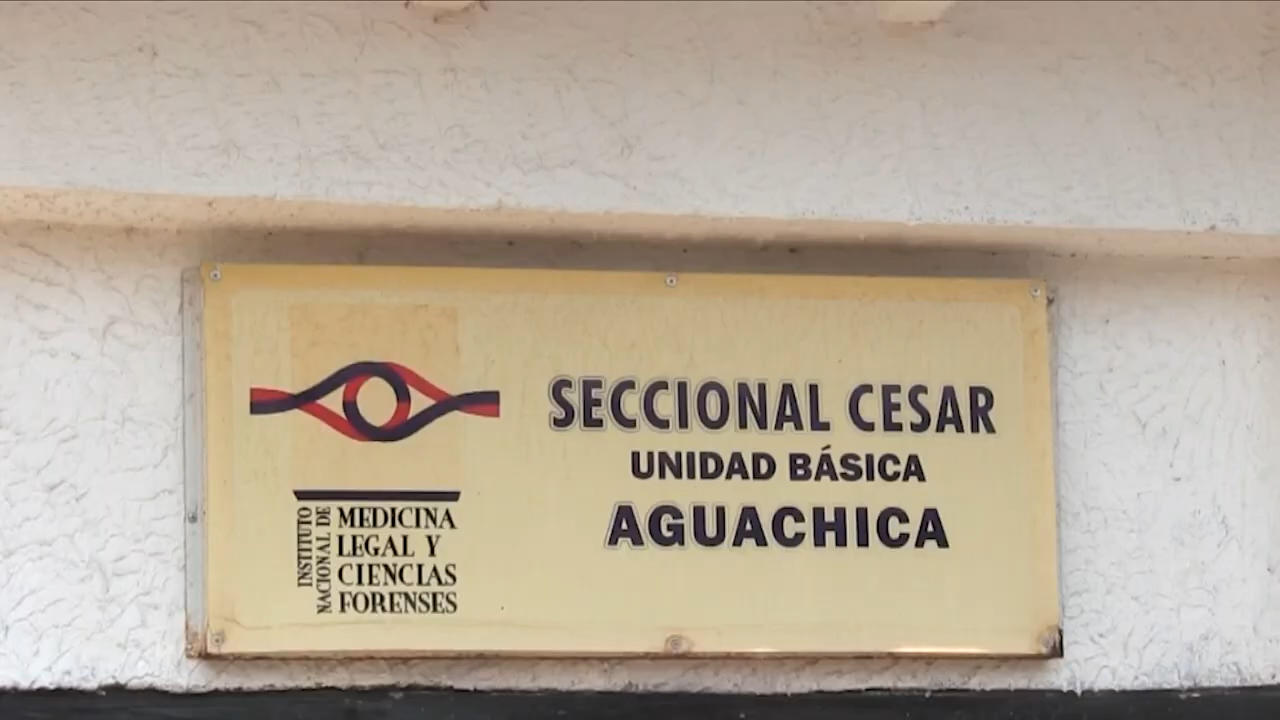 INSTITUTO
NACIONAL DE
MEDICINA
LEGAL Y
CIENCIAS
FORENSES
SECCIONAL CESAR
UNIDAD BÁSICA
AGUACHICA